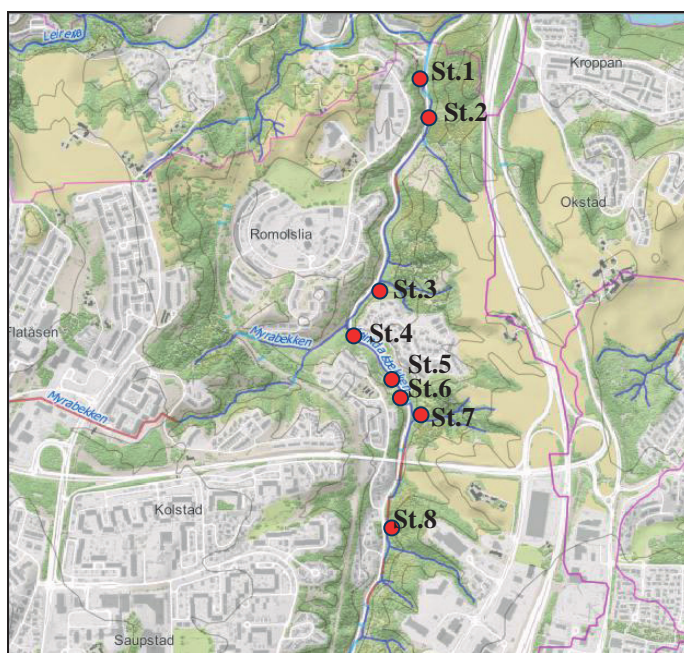 Leirelva
Kroppan
St.1
St.2
Okstad
Romolslia
St.3
Flatåsen
Myrabekken
St.4
St.5
St.6
Myrabekken
St.7
Kolstad
St.8
Saupstad